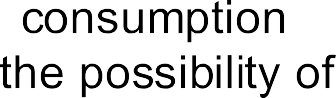 consumption
the possibility of